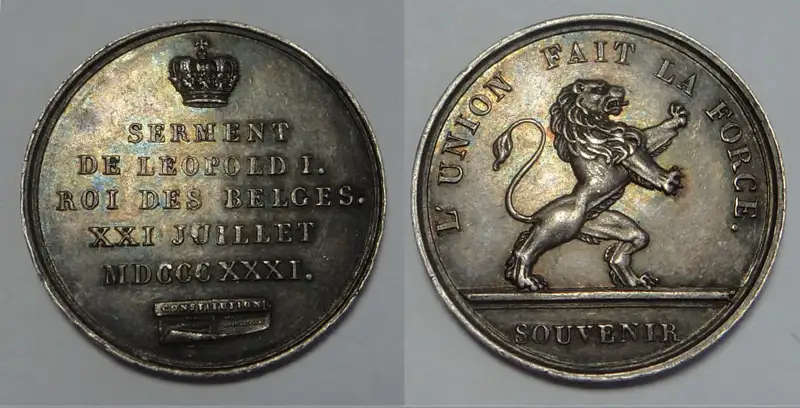 SERMENT
DE LEOPOLD I.
ROI DES BELGES.
XXI JUILLET
MDCCCXXXI.
CONSTITUTION
L'UNION FAIT LA FORCE.
SOUVENIR